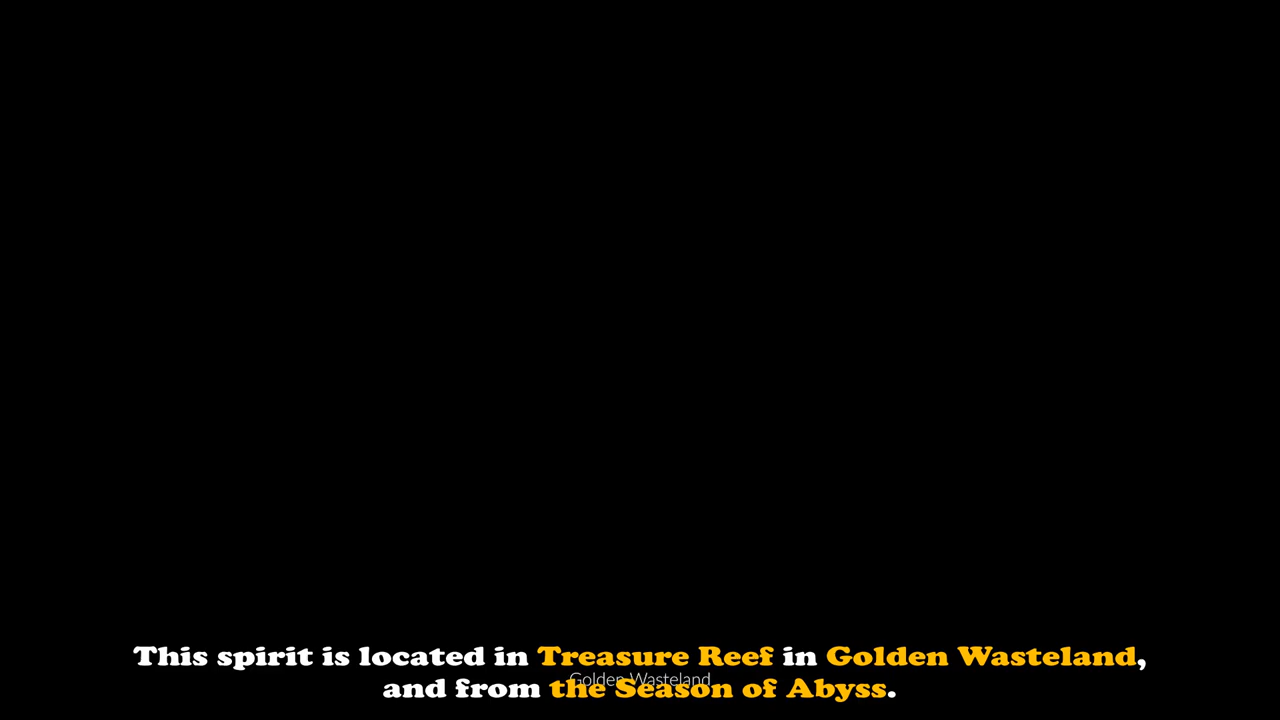 This spirit is located in Treasure Reef in Golden Wasteland,
Golden Wasteland
and from the Season of Abyss.